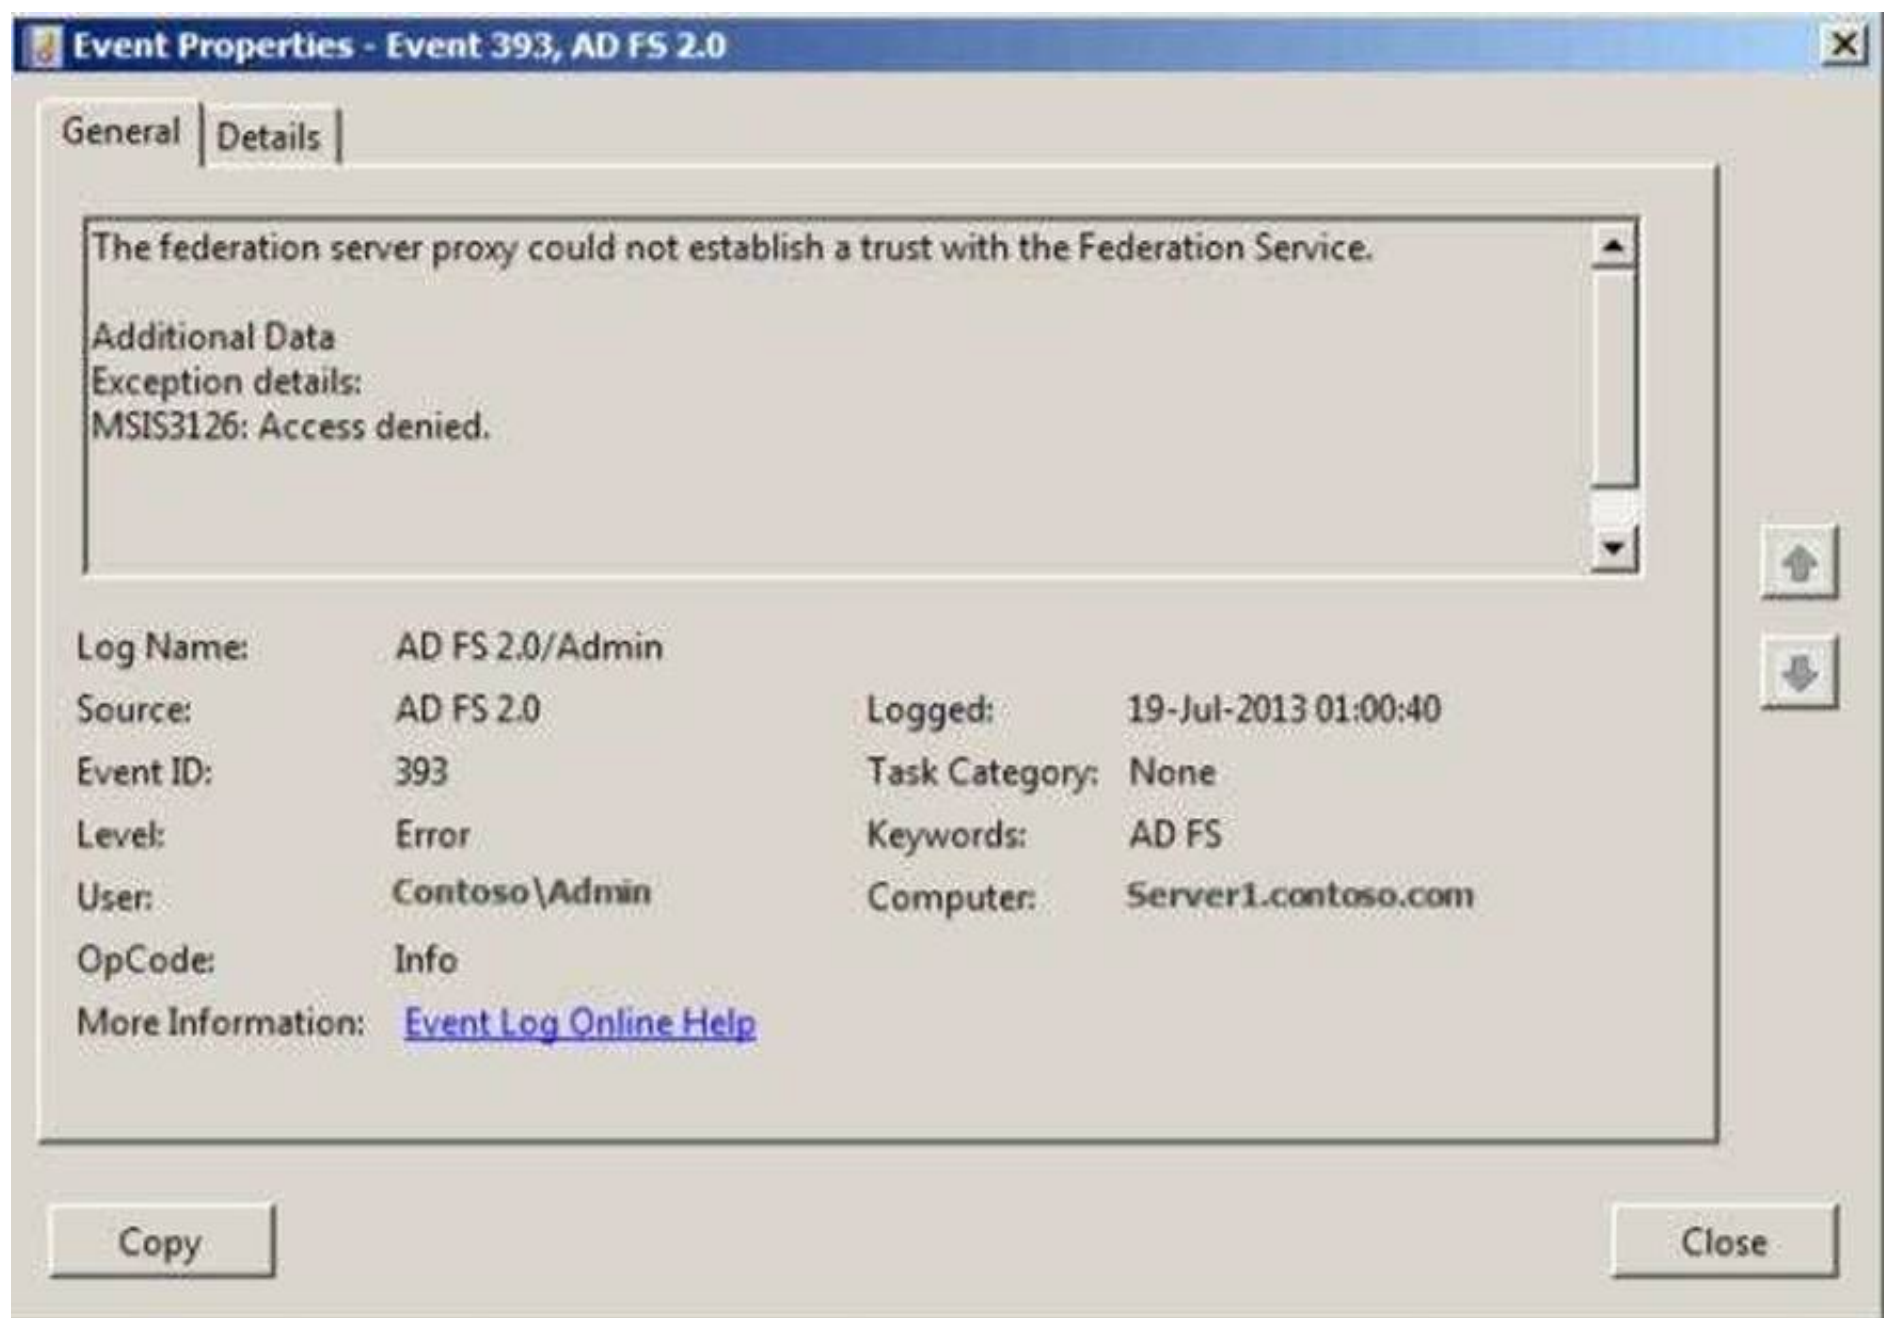 Event Properties - Event 393, AD FS 2.0
General
Details
The federation server proxy could not establish a trust with the Federation Service.
Additional Data
Exception details:
MSIS3126: Access denied.
Log Name: AD FS 2.0/Admin
Source: AD FS 2.0 Logged: 19-Jul-2013 01:00:40
Event ID: 393 Task Category: None
Level: Error Keywords: AD FS
User: Contoso\Admin Computer: Server1.contoso.com
OpCode: Info
More Information: Event Log Online Help
Copy Close